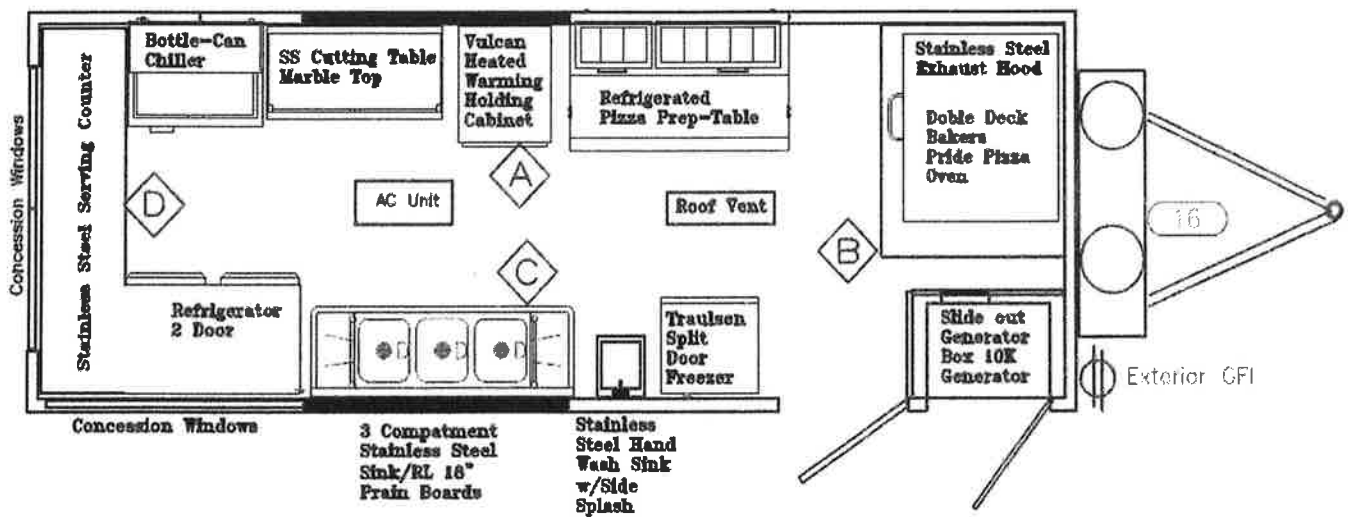 Concession Windows
Stainless Steel Serving Counter
Bottle-Can
Chiller
SS Cutting Table
Marble Top
Vulcan
Heated
Warming
Holding
Cabinet
Refrigerated
Pizza Prep-Table
Stainless Steel
Exhaust Hood
Doble Deck
Bakers
Pride Pizza
Oven
A
D
AC Unit
Roof Vent
16
B
C
Refrigerator
2 Door
D
D
D
Traulsen
Split
Door
Freezer
Slide out
Generator
Box 10K
Generator
Exterior GFI
Concession Windows
3 Compatment
Stainless Steel
Sink/RL 18"
Prain Boards
Stainless
Steel Hand
Wash Sink
w/Side
Splash